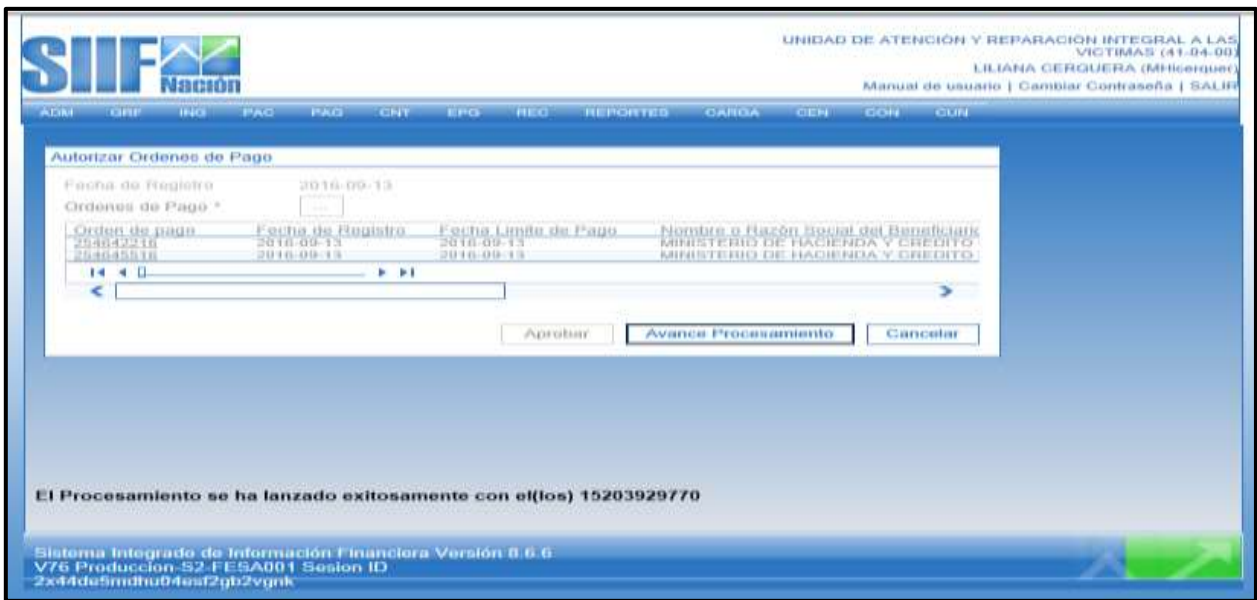 SIIF
Nación
UNIDAD DE ATENCIÓN Y REPARACIÓN INTEGRAL A LAS
VICTIMAS (41-04-00)
LILIANA CERQUERA (MHlcerquer)
Manual de usuario | Cambiar Contraseña | SALIR
ADM ORF ING PAC PAG CNT EPG REC REPORTES CARGA CEN CON CUN
Autorizar Ordenes de Pago
Fecha de Registro 2016-09-13
Ordenes de Pago * ...
Orden de pago Fecha de Registro Fecha Limite de Pago Nombre o Razón Social del Beneficiario
254642216 2016-09-13 2016-09-13 MINISTERIO DE HACIENDA Y CREDITO
254645516 2016-09-13 2016-09-13 MINISTERIO DE HACIENDA Y CREDITO
Aprobar Avance Procesamiento Cancelar
El Procesamiento se ha lanzado exitosamente con el(los) 15203929770
Sistema Integrado de Información Financiera Versión 8.6.6
V76 Produccion-S2-FESA001 Sesion ID